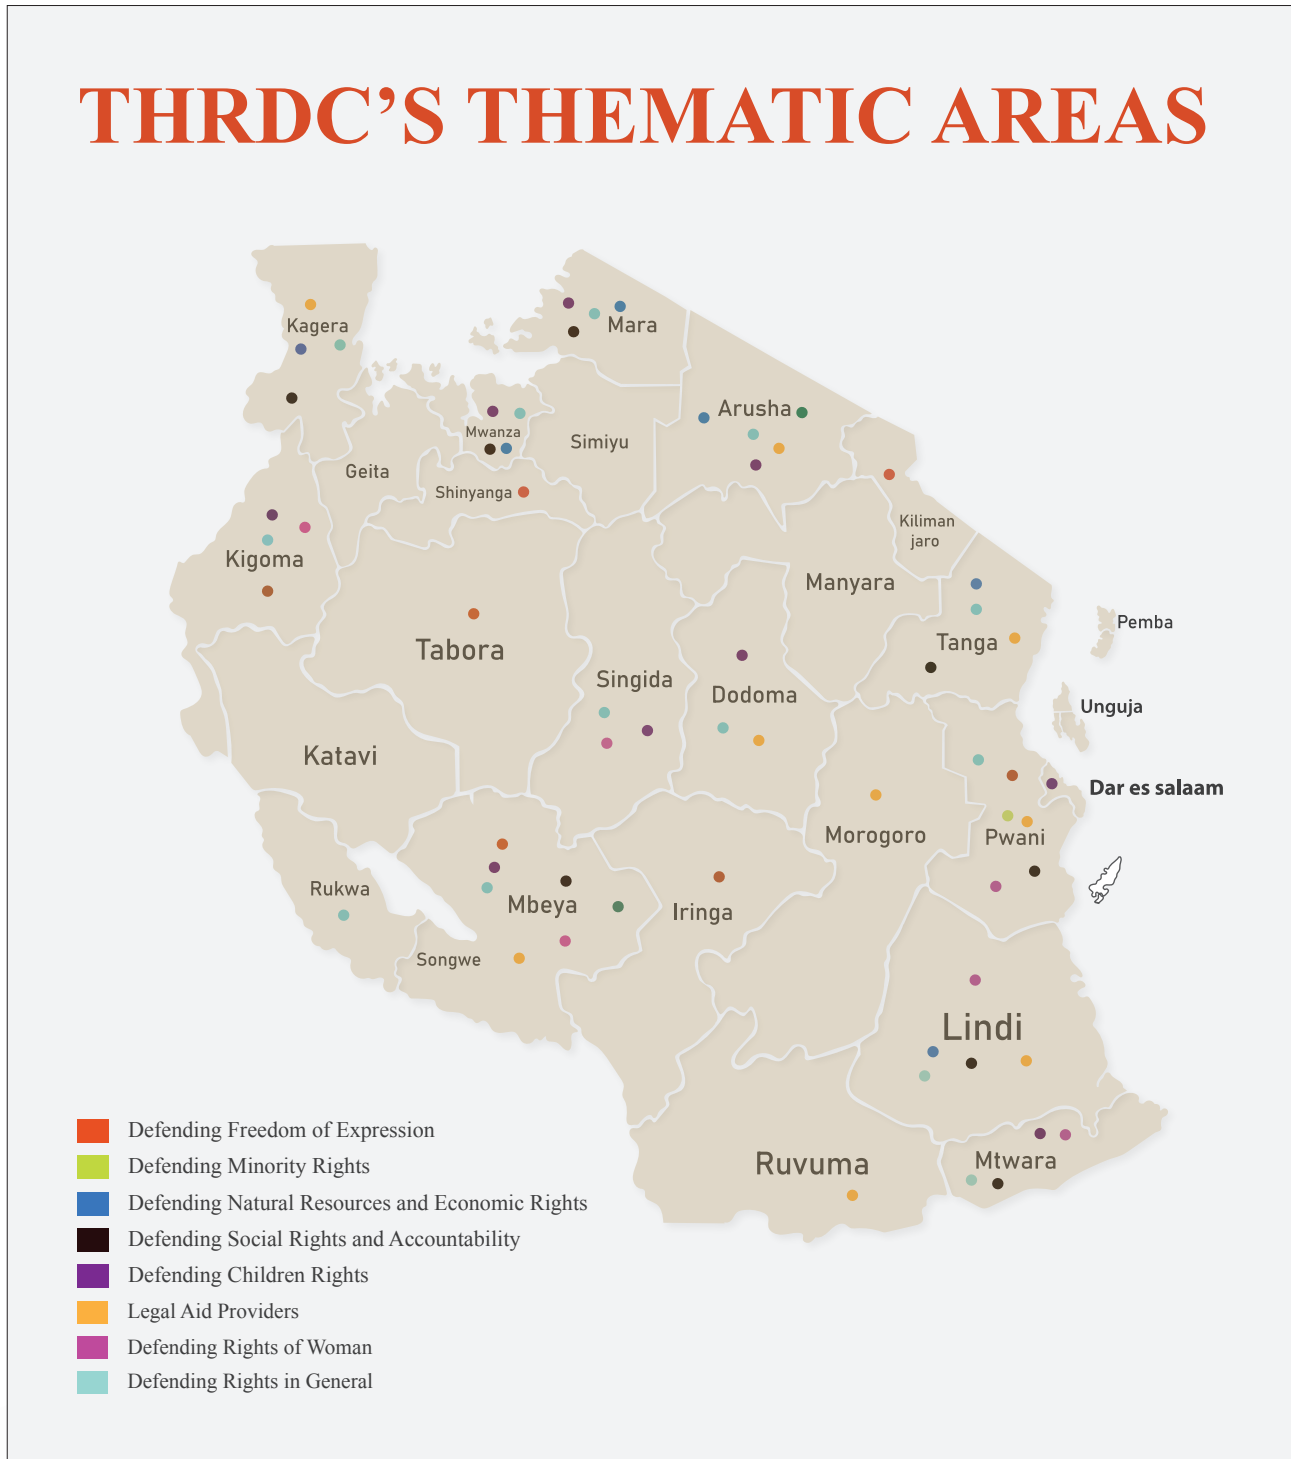 THRDC’S THEMATIC AREAS
Kagera
Mara
Arusha
Mwanza
Simiyu
Geita
Shinyanga
Kiliman
jaro
Kigoma
Manyara
Pemba
Tanga
Tabora
Singida
Dodoma
Unguja
Katavi
Dar es salaam
Morogoro
Pwani
Rukwa
Mbeya
Iringa
Songwe
Lindi
Mtwara
Ruvuma
Defending Freedom of Expression
Defending Minority Rights
Defending Natural Resources and Economic Rights
Defending Social Rights and Accountability
Defending Children Rights
Legal Aid Providers
Defending Rights of Woman
Defending Rights in General